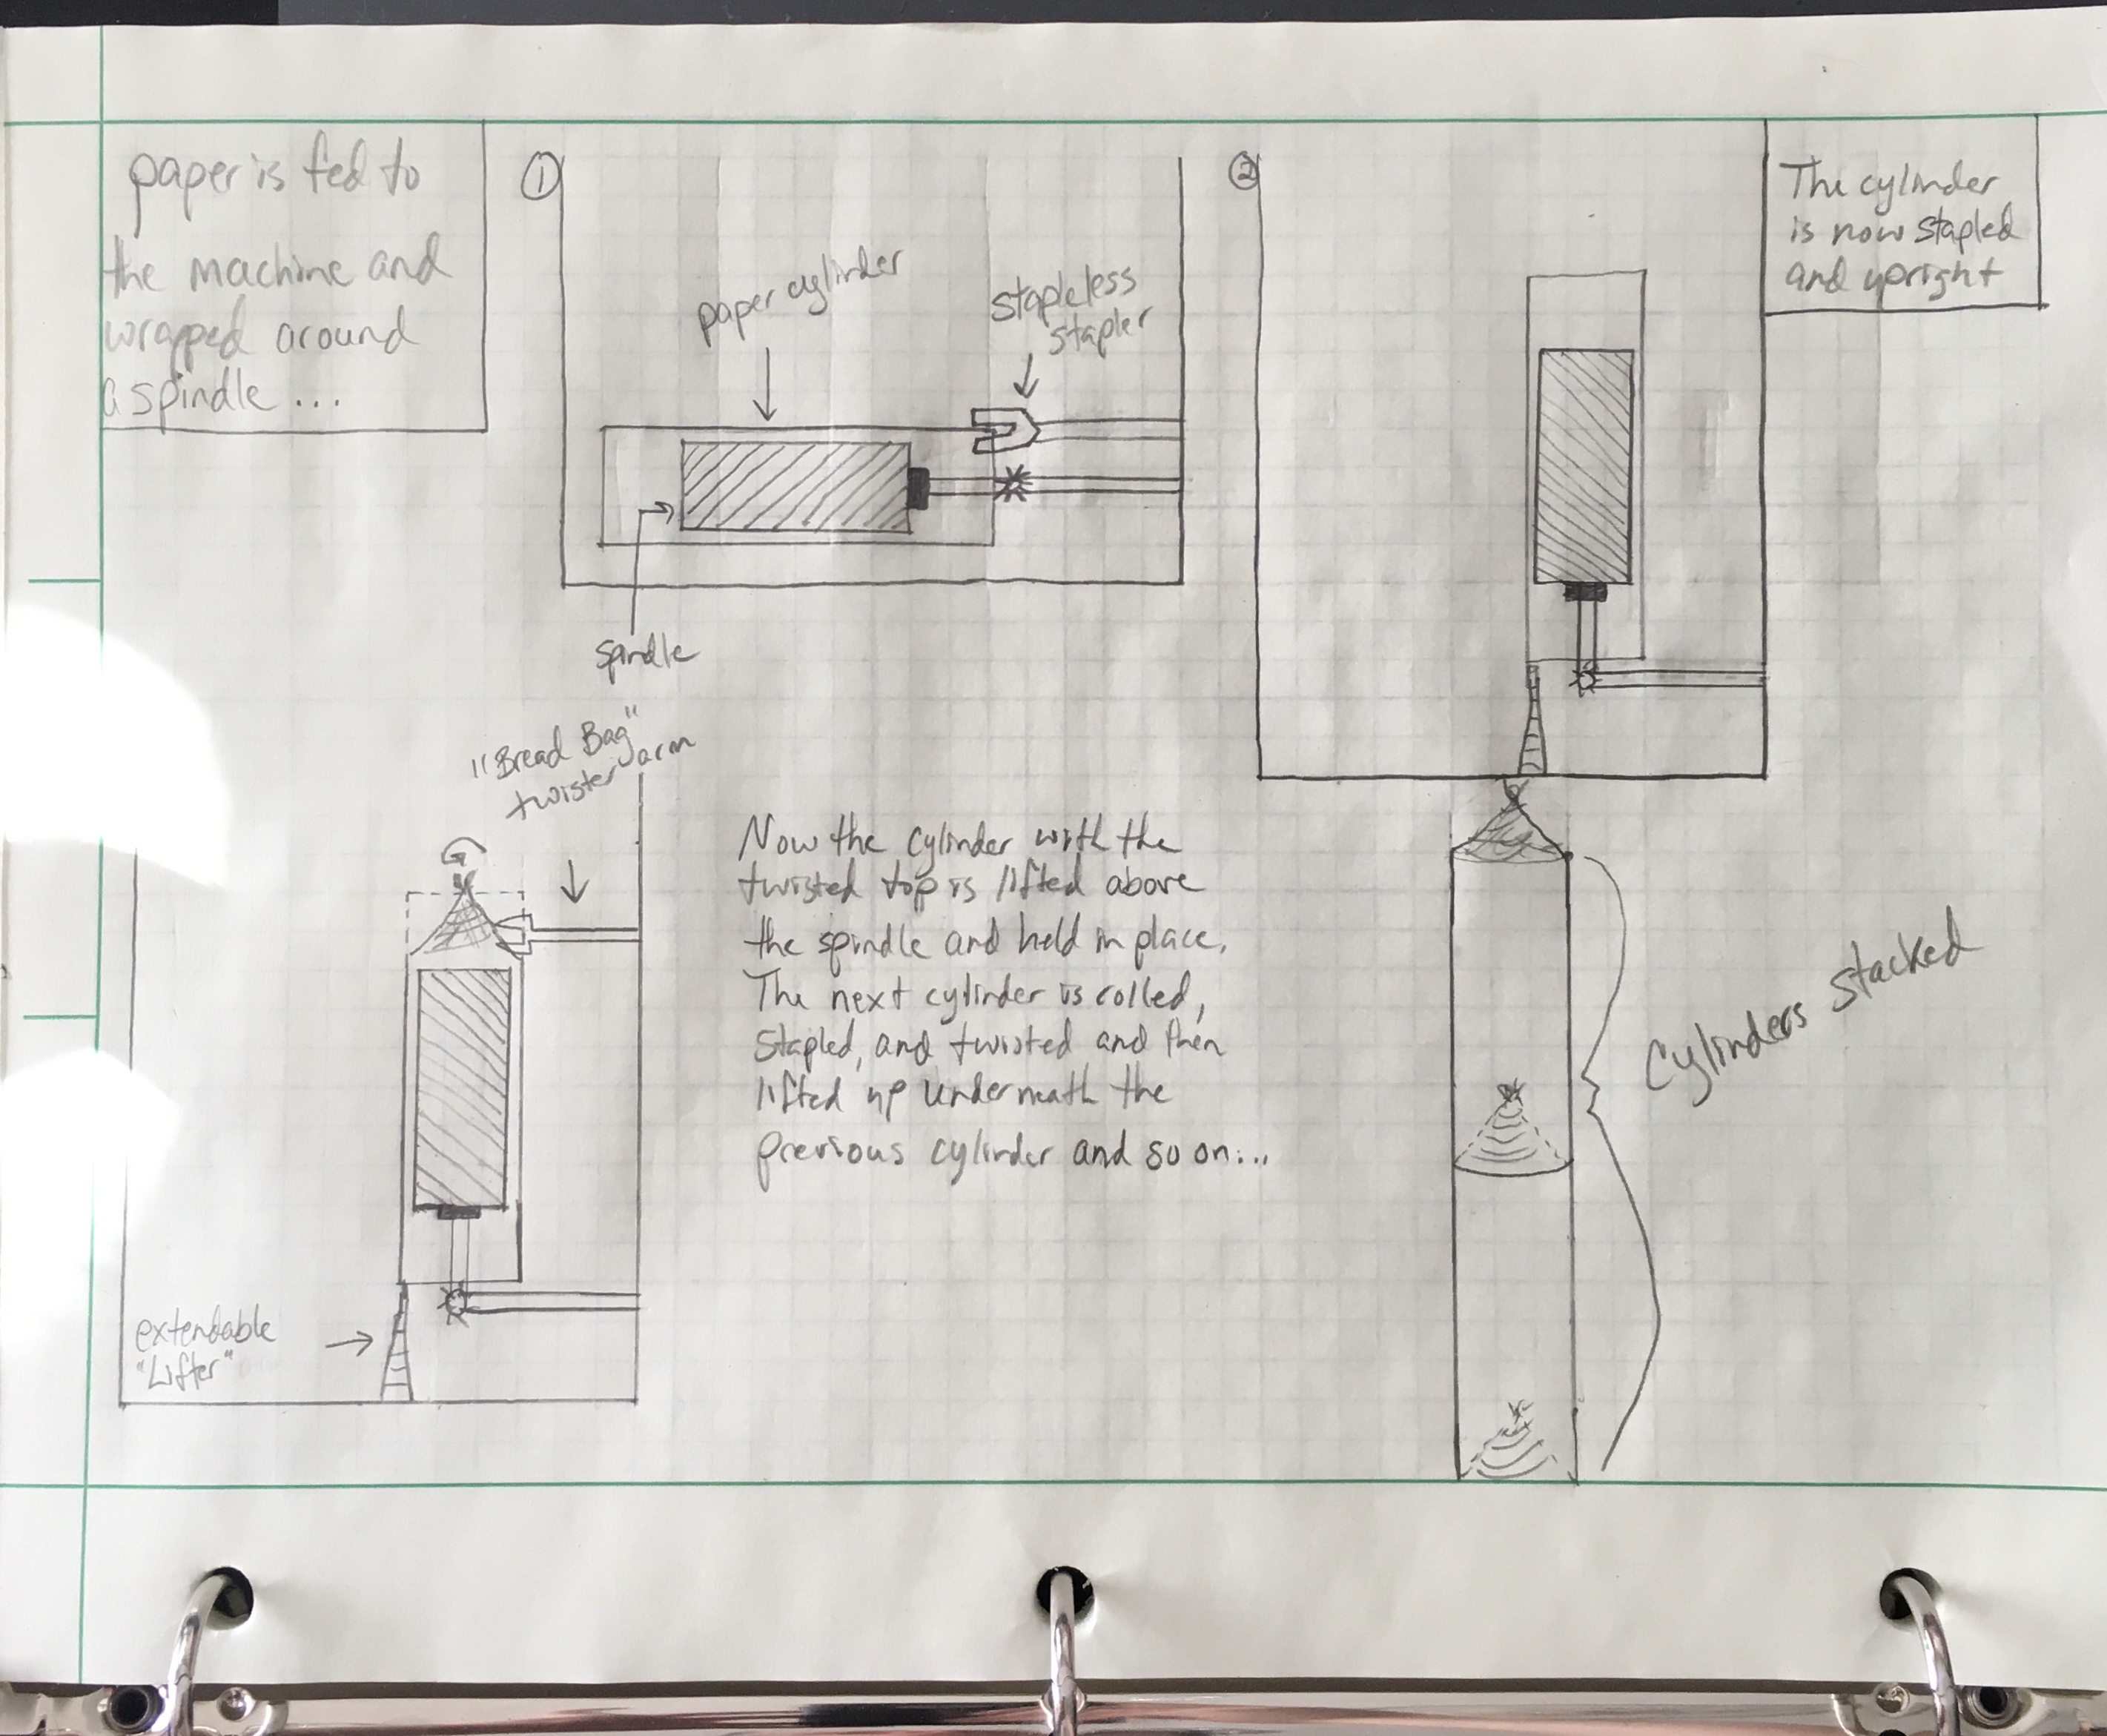 paper is fed to
the machine and
wrapped around
a spindle ...
①
paper cylinder
stapleless
stapler
spindle
②
The cylinder
is now stapled
and upright
"Bread Bag"
twister arm
extendable
"Lifter"
Now the cylinder with the
twisted top is lifted above
the spindle and held in place.
The next cylinder is rolled,
stapled, and twisted and then
lifted up underneath the
previous cylinder and so on...
Cylinders stacked